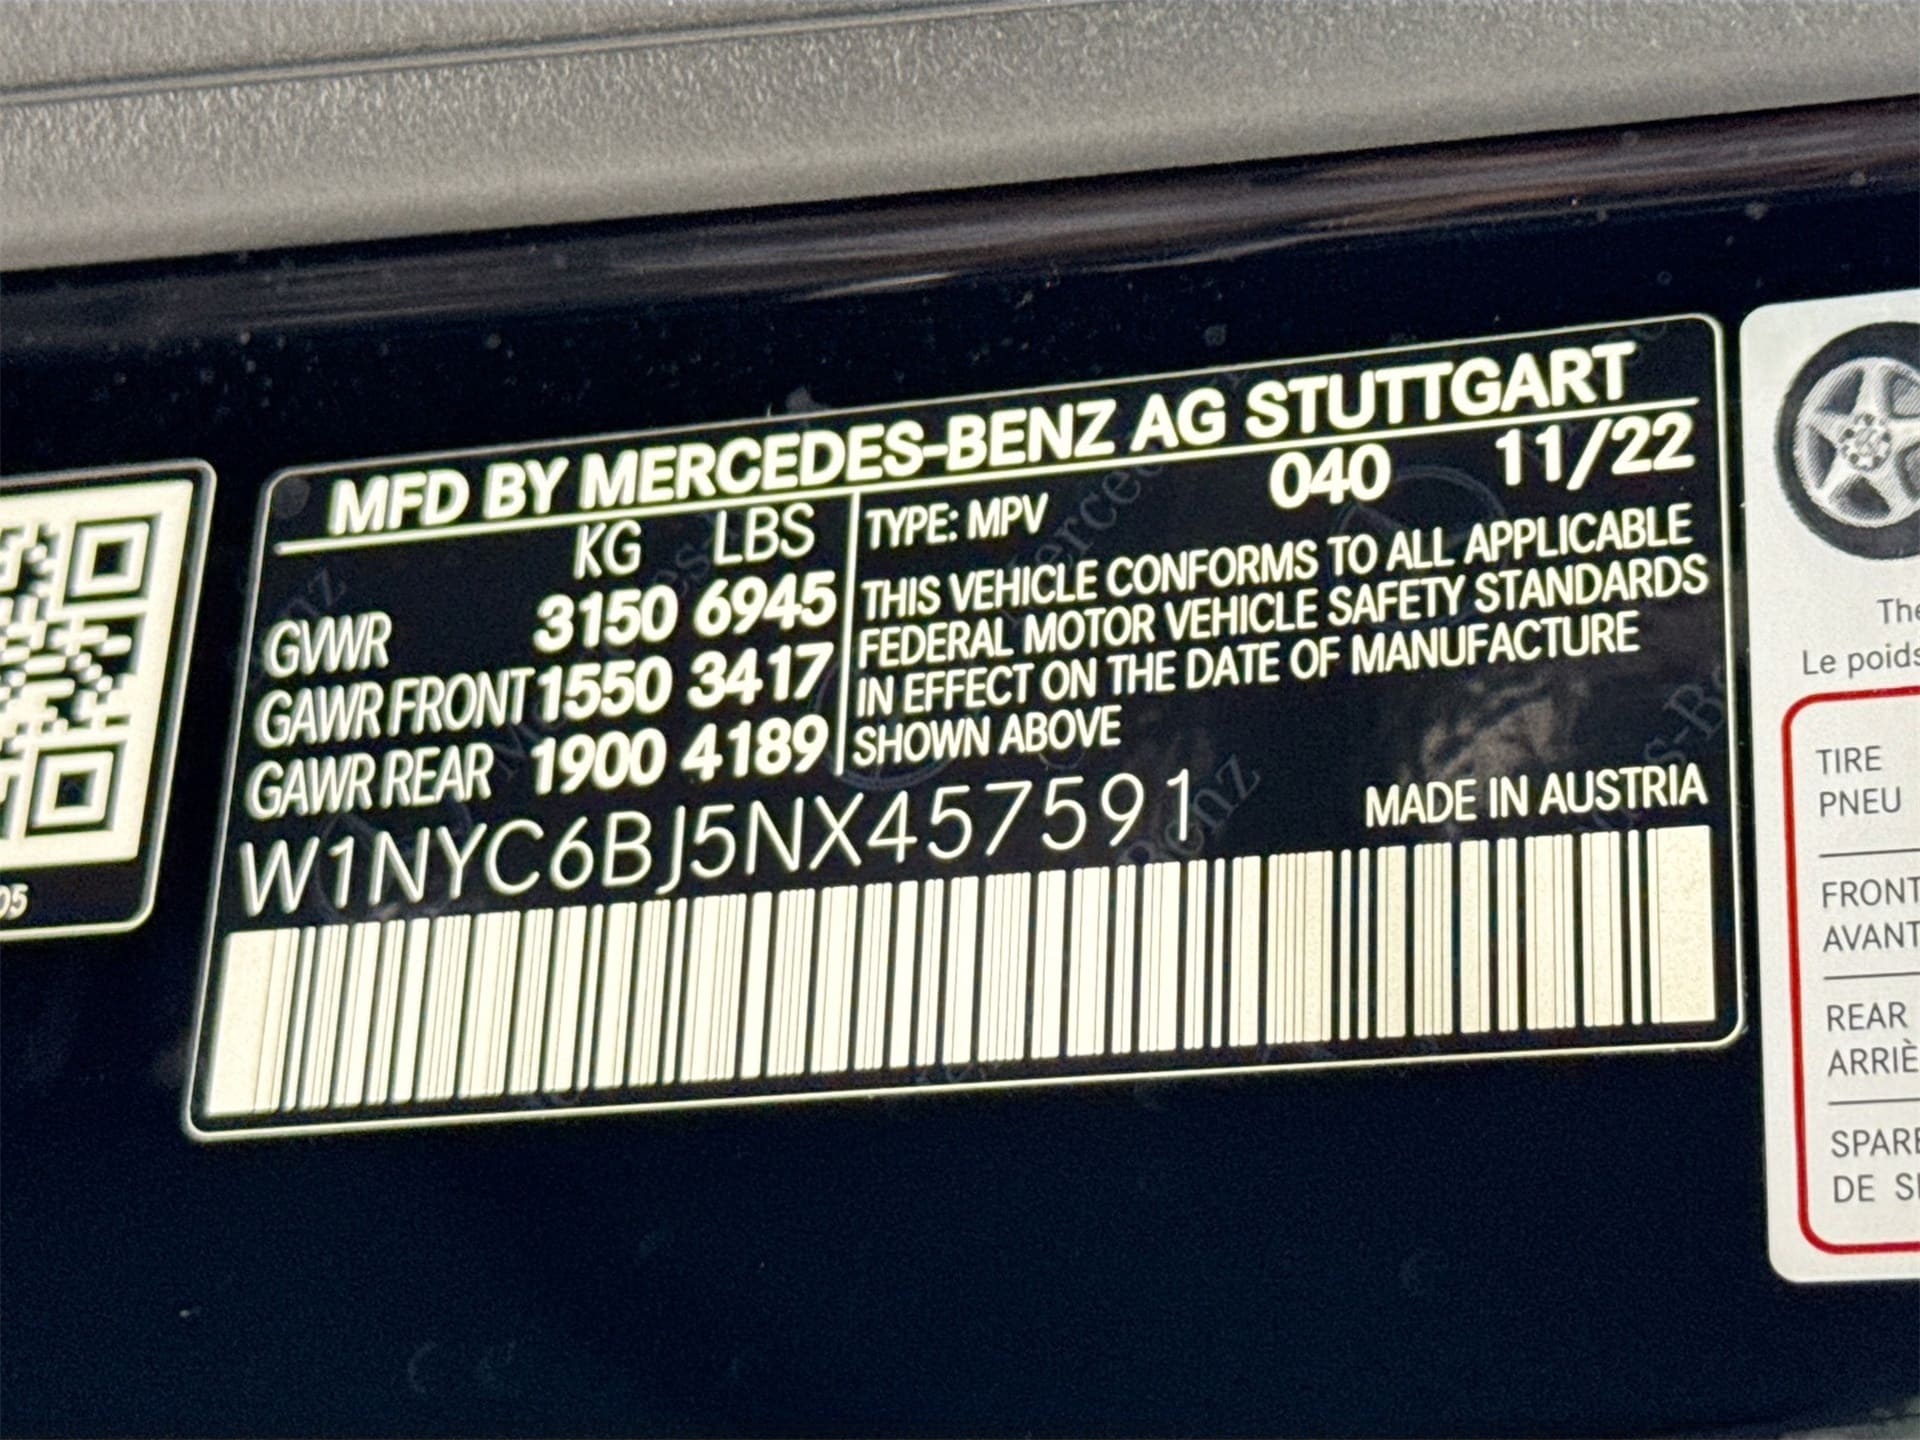 MFD BY MERCEDES-BENZ AG STUTTGART
KG LBS
GVWR 3150 6945
GAWR FRONT 1550 3417
GAWR REAR 1900 4189
TYPE: MPV 040 11/22
THIS VEHICLE CONFORMS TO ALL APPLICABLE
FEDERAL MOTOR VEHICLE SAFETY STANDARDS
IN EFFECT ON THE DATE OF MANUFACTURE
SHOWN ABOVE
W1NYC6BJ5NX457591
MADE IN AUSTRIA
05
The
Le poids
TIRE
PNEU
FRONT
AVANT
REAR
ARRIÈ
SPARE
DE